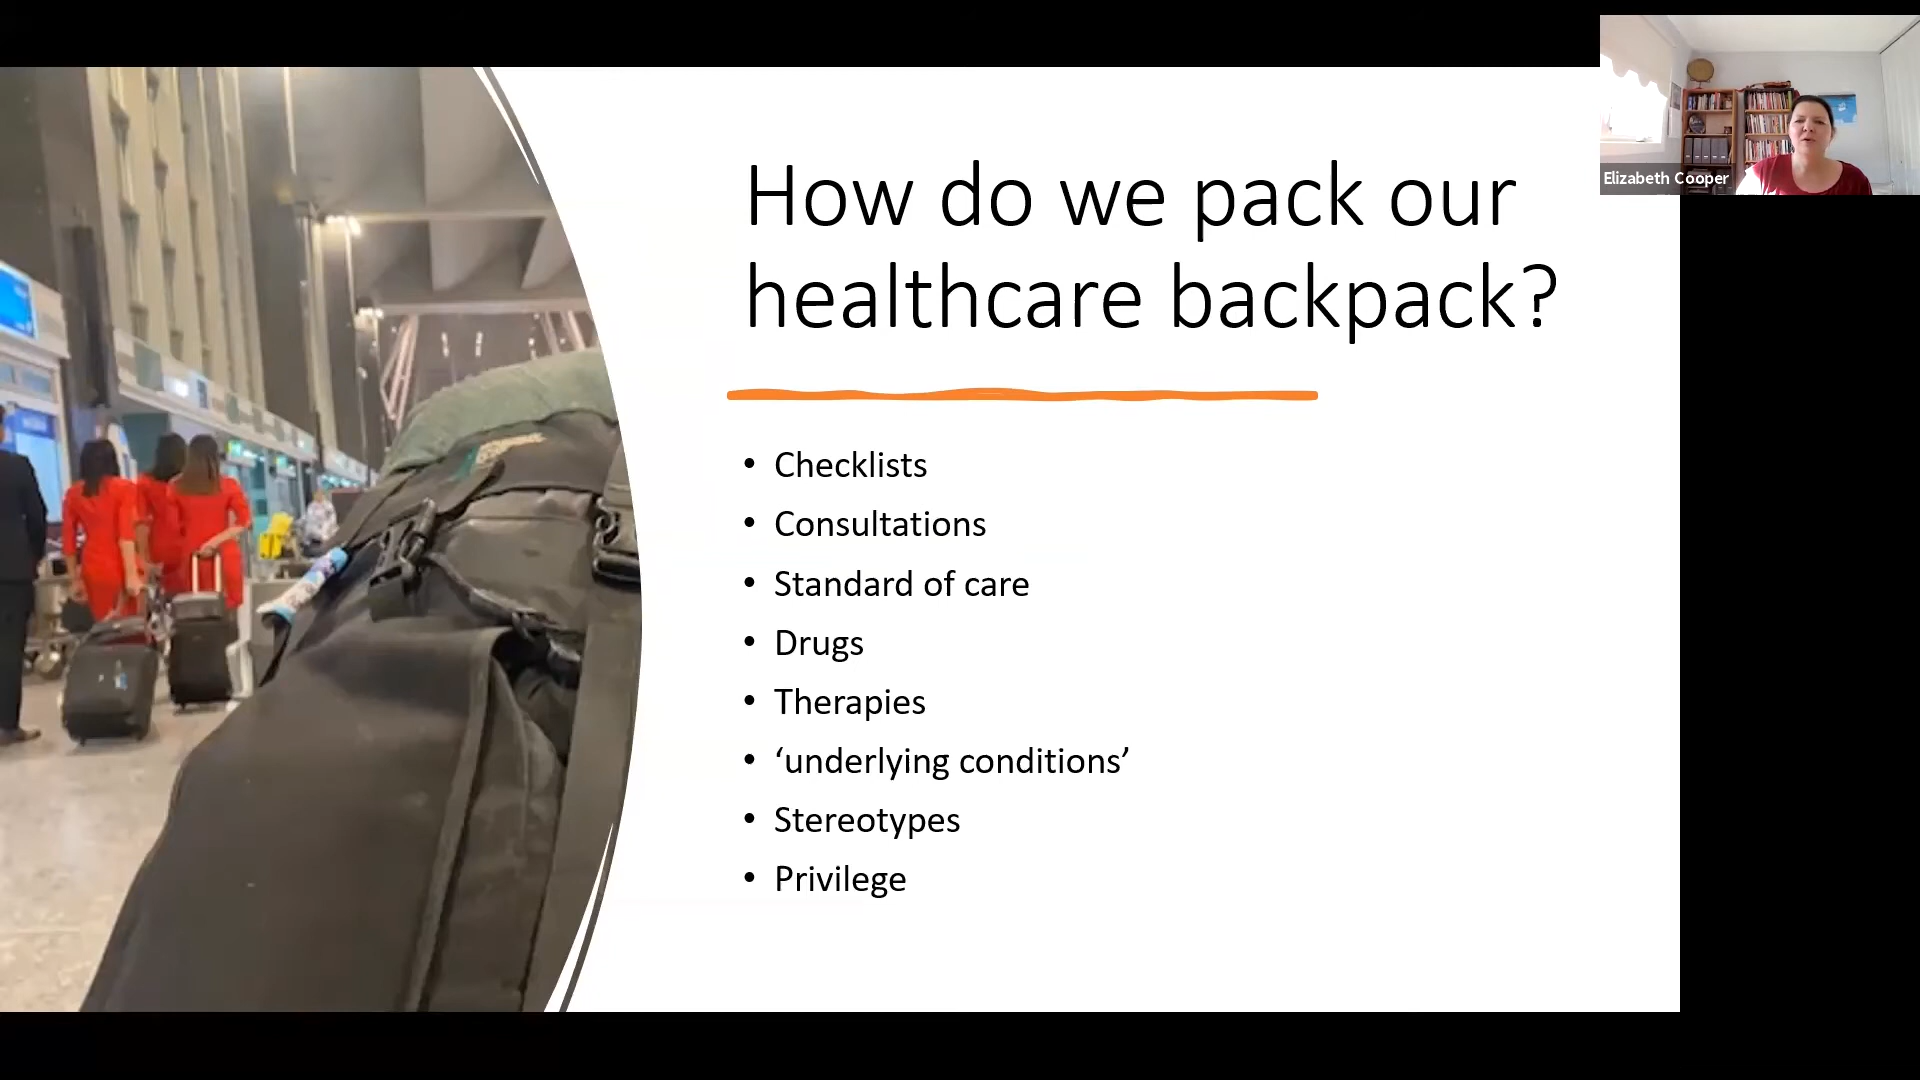 How do we pack our
healthcare backpack?
• Checklists
• Consultations
• Standard of care
• Drugs
• Therapies
• ‘underlying conditions’
• Stereotypes
• Privilege
Elizabeth Cooper